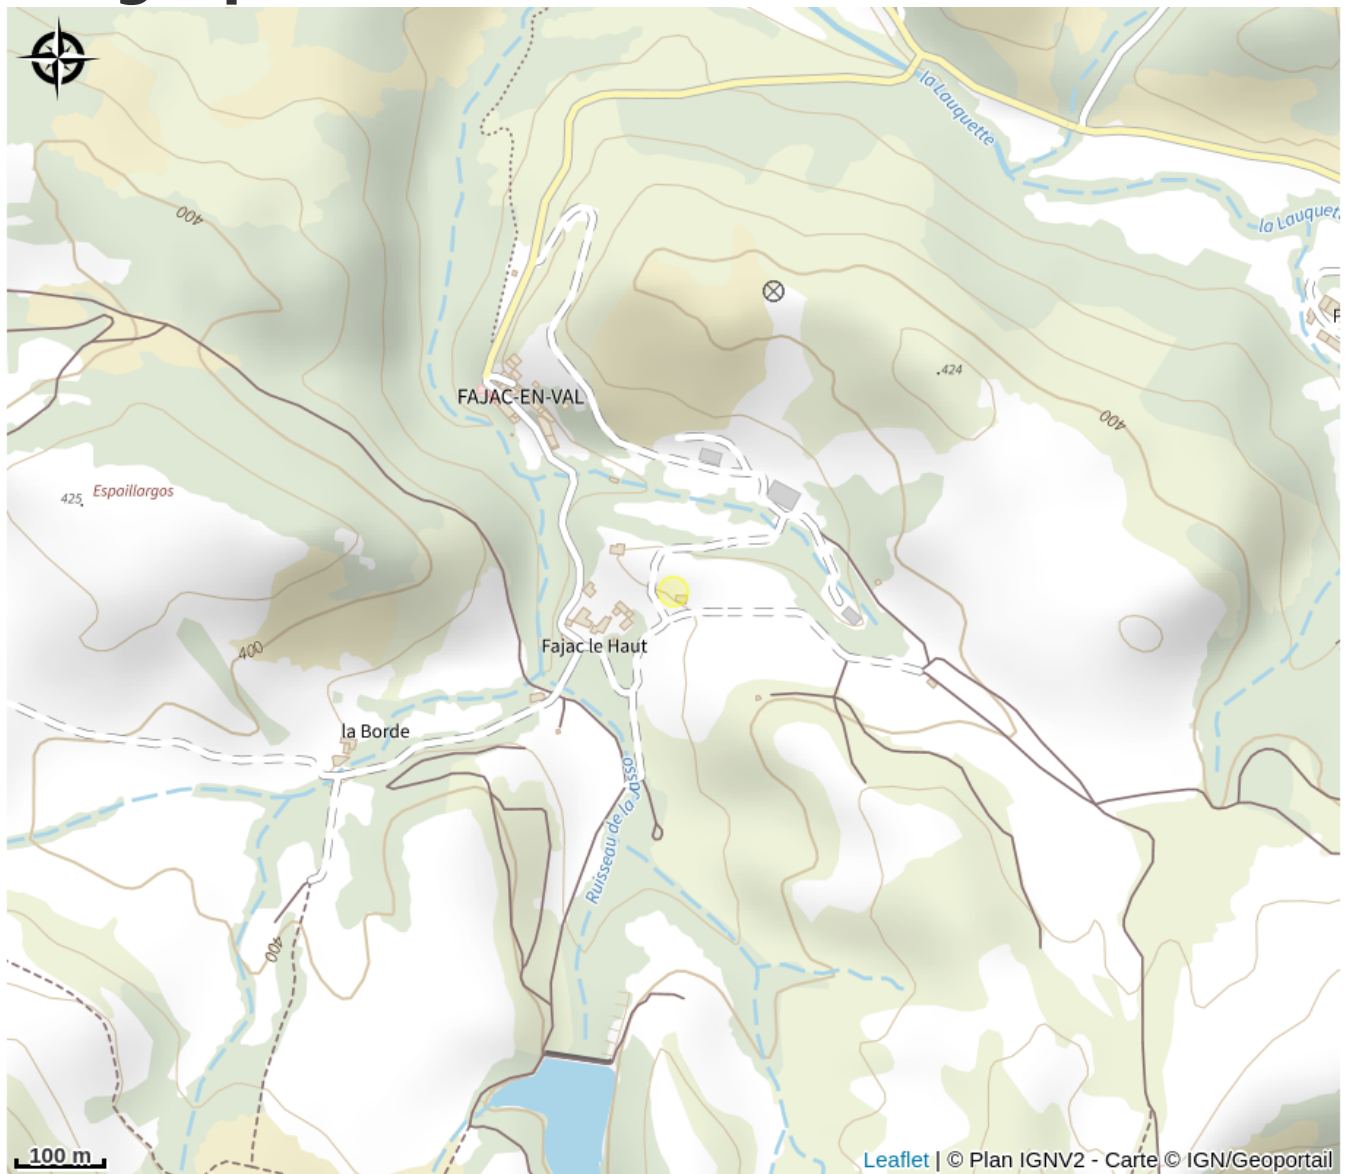 la Lauquette
400
la Lauquet
F
424
FAJAC-EN-VAL
400
425
Espaillargos
Fajac le Haut
400
la Borde
Ruisseau de la Jasso
400
100 m
Leaflet | © Plan IGNV2 - Carte © IGN/Geoportail